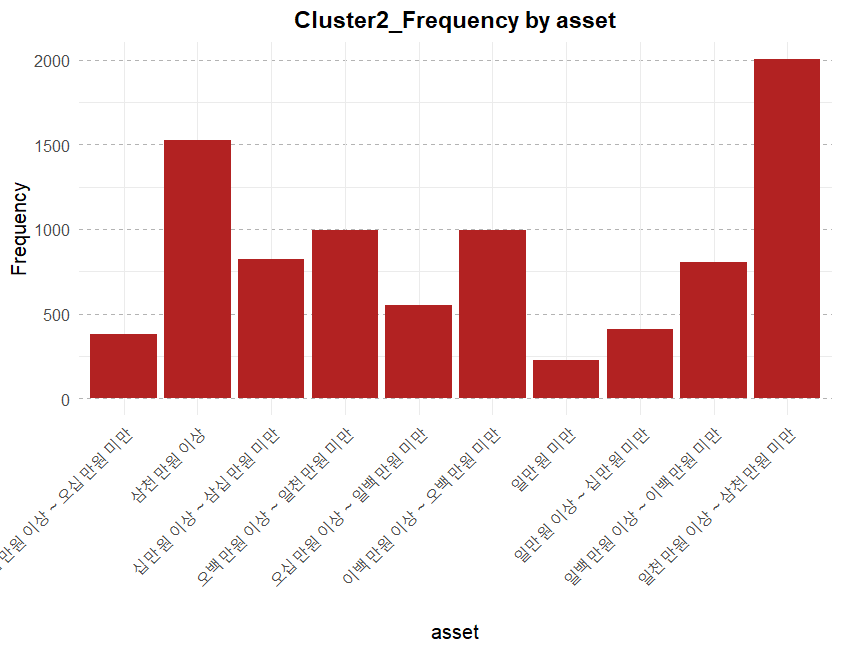 Cluster2_Frequency by asset
Frequency
2000
1500
1000
500
0
만원 이상 ~ 오십만원 미만
삼천만원 이상
십만원 이상 ~ 삼십만원 미만
오백만원 이상 ~ 일천만원 미만
오십만원 이상 ~ 일백만원 미만
이백만원 이상 ~ 오백만원 미만
일만원 미만
일만원 이상 ~ 십만원 미만
일백만원 이상 ~ 이백만원 미만
일천만원 이상 ~ 삼천만원 미만
asset